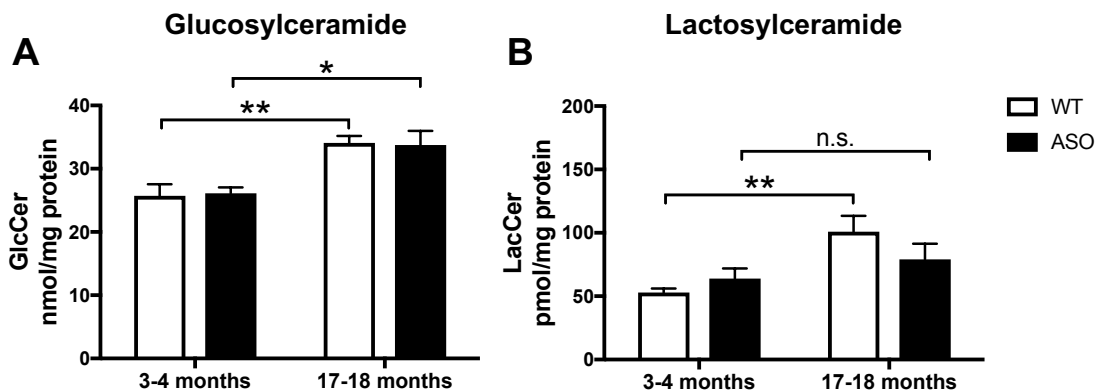 Glucosylceramide
A
GlcCer
nmol/mg protein
40
30
20
10
0
**
*
3-4 months
17-18 months
Lactosylceramide
B
LacCer
pmol/mg protein
200
150
100
50
0
**
n.s.
3-4 months
17-18 months
WT
ASO